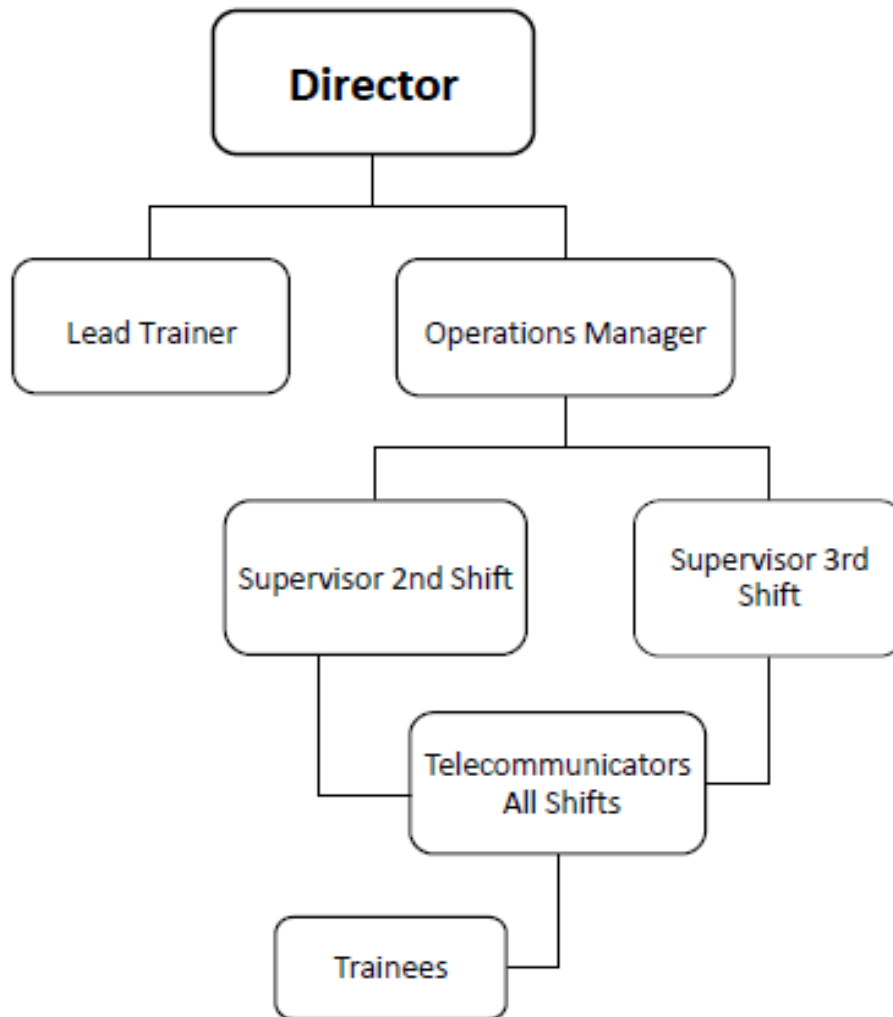 Director
Lead Trainer
Operations Manager
Supervisor 2nd Shift
Supervisor 3rd
Shift
Telecommunicators
All Shifts
Trainees